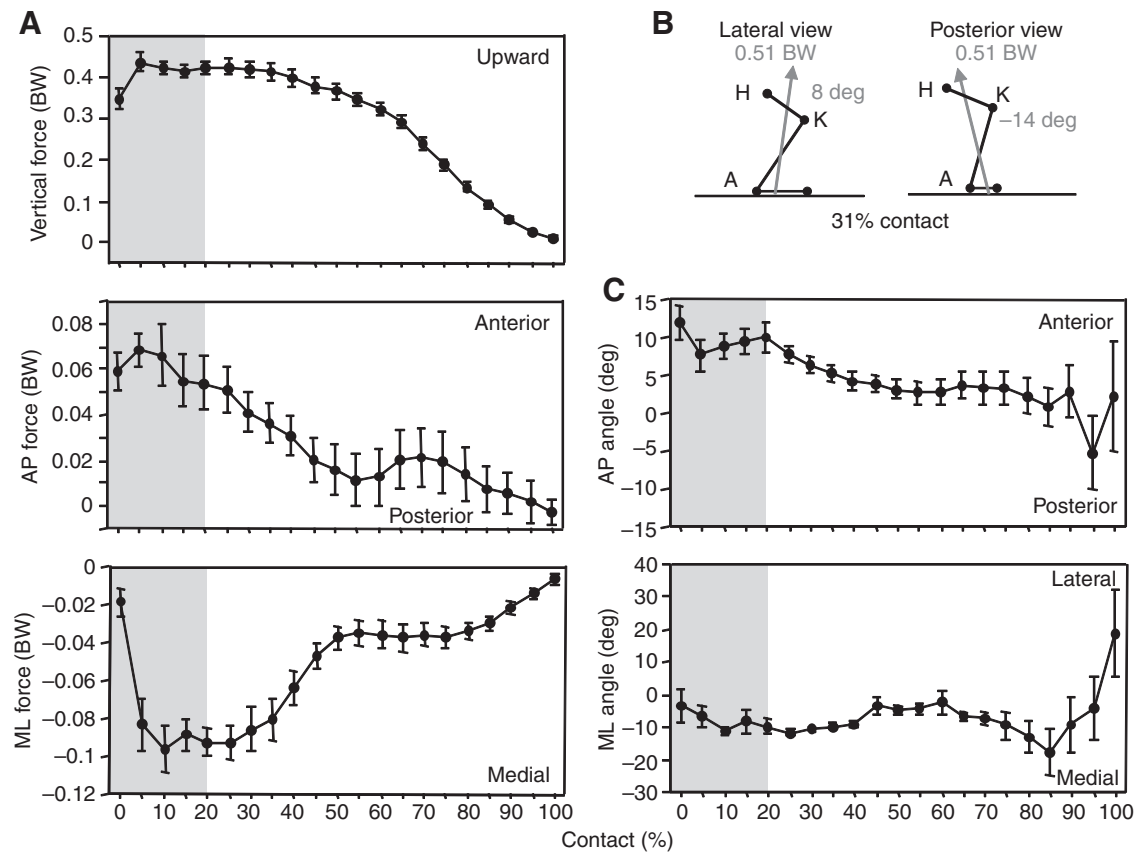 A
0.5
0.4
0.3
0.2
0.1
0
Vertical force (BW)
Upward
0.08
0.06
0.04
0.02
0
AP force (BW)
Anterior
Posterior
0
–0.02
–0.04
–0.06
–0.08
–0.1
–0.12
ML force (BW)
Medial
0 10 20 30 40 50 60 70 80 90 100
B
Lateral view
0.51 BW
H
8 deg
K
A
Posterior view
0.51 BW
H
K
–14 deg
A
31% contact
C
15
10
5
0
–5
–10
–15
AP angle (deg)
Anterior
Posterior
40
30
20
10
0
–10
–20
–30
ML angle (deg)
Lateral
Medial
0 10 20 30 40 50 60 70 80 90 100
Contact (%)